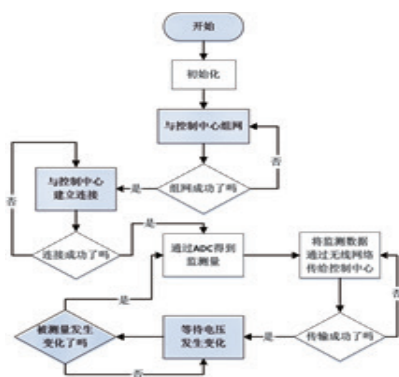 开始
初始化
与控制中心组网
否
组网成功了吗
是
与控制中心
建立连接
否
连接成功了吗
是
通过ADC得到
监测量
将监测数据
通过无线网络
传给控制中心
否
传输成功了吗
是
等待电压
发生变化
被测量发生
变化了吗
是
否